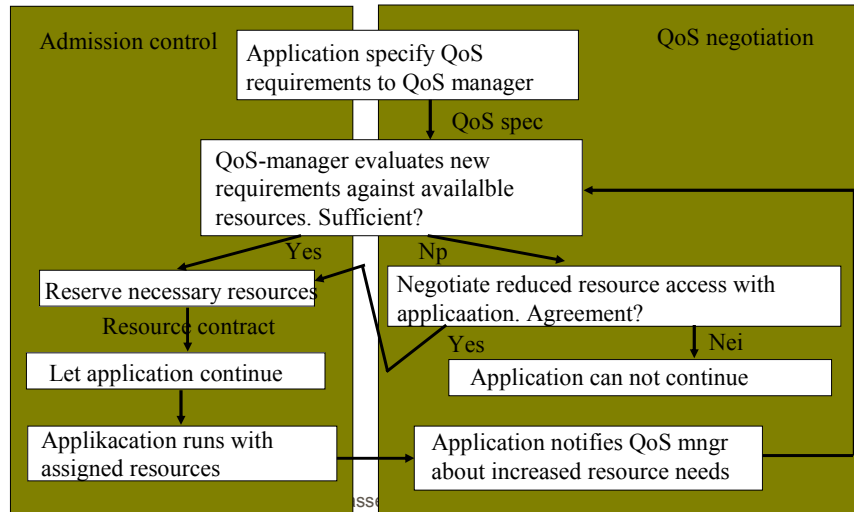 Admission control
QoS negotiation
Application specify QoS
requirements to QoS manager
QoS spec
QoS-manager evaluates new
requirements against availalble
resources. Sufficient?
Yes
Np
Reserve necessary resources
Negotiate reduced resource access with
applicaation. Agreement?
Resource contract
Yes
Nei
Let application continue
Application can not continue
Applikacation runs with
assigned resources
Application notifies QoS mngr
about increased resource needs